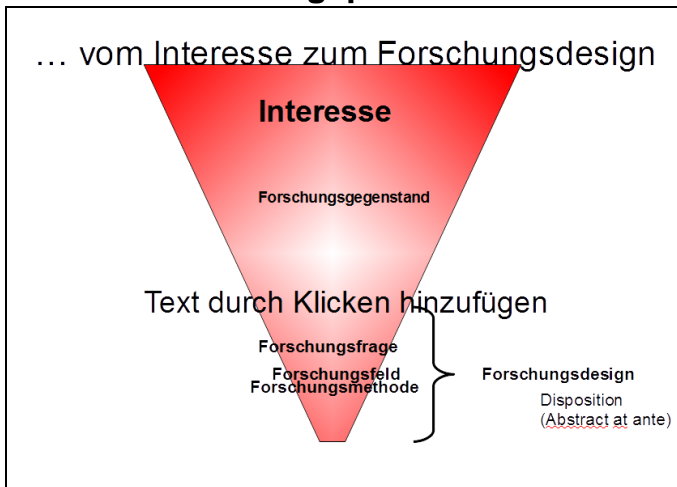 … vom Interesse zum Forschungsdesign
Interesse
Forschungsgegenstand
Text durch Klicken hinzufügen
Forschungsfrage
Forschungsfeld
Forschungsmethode
Forschungsdesign
Disposition
(Abstract at ante)